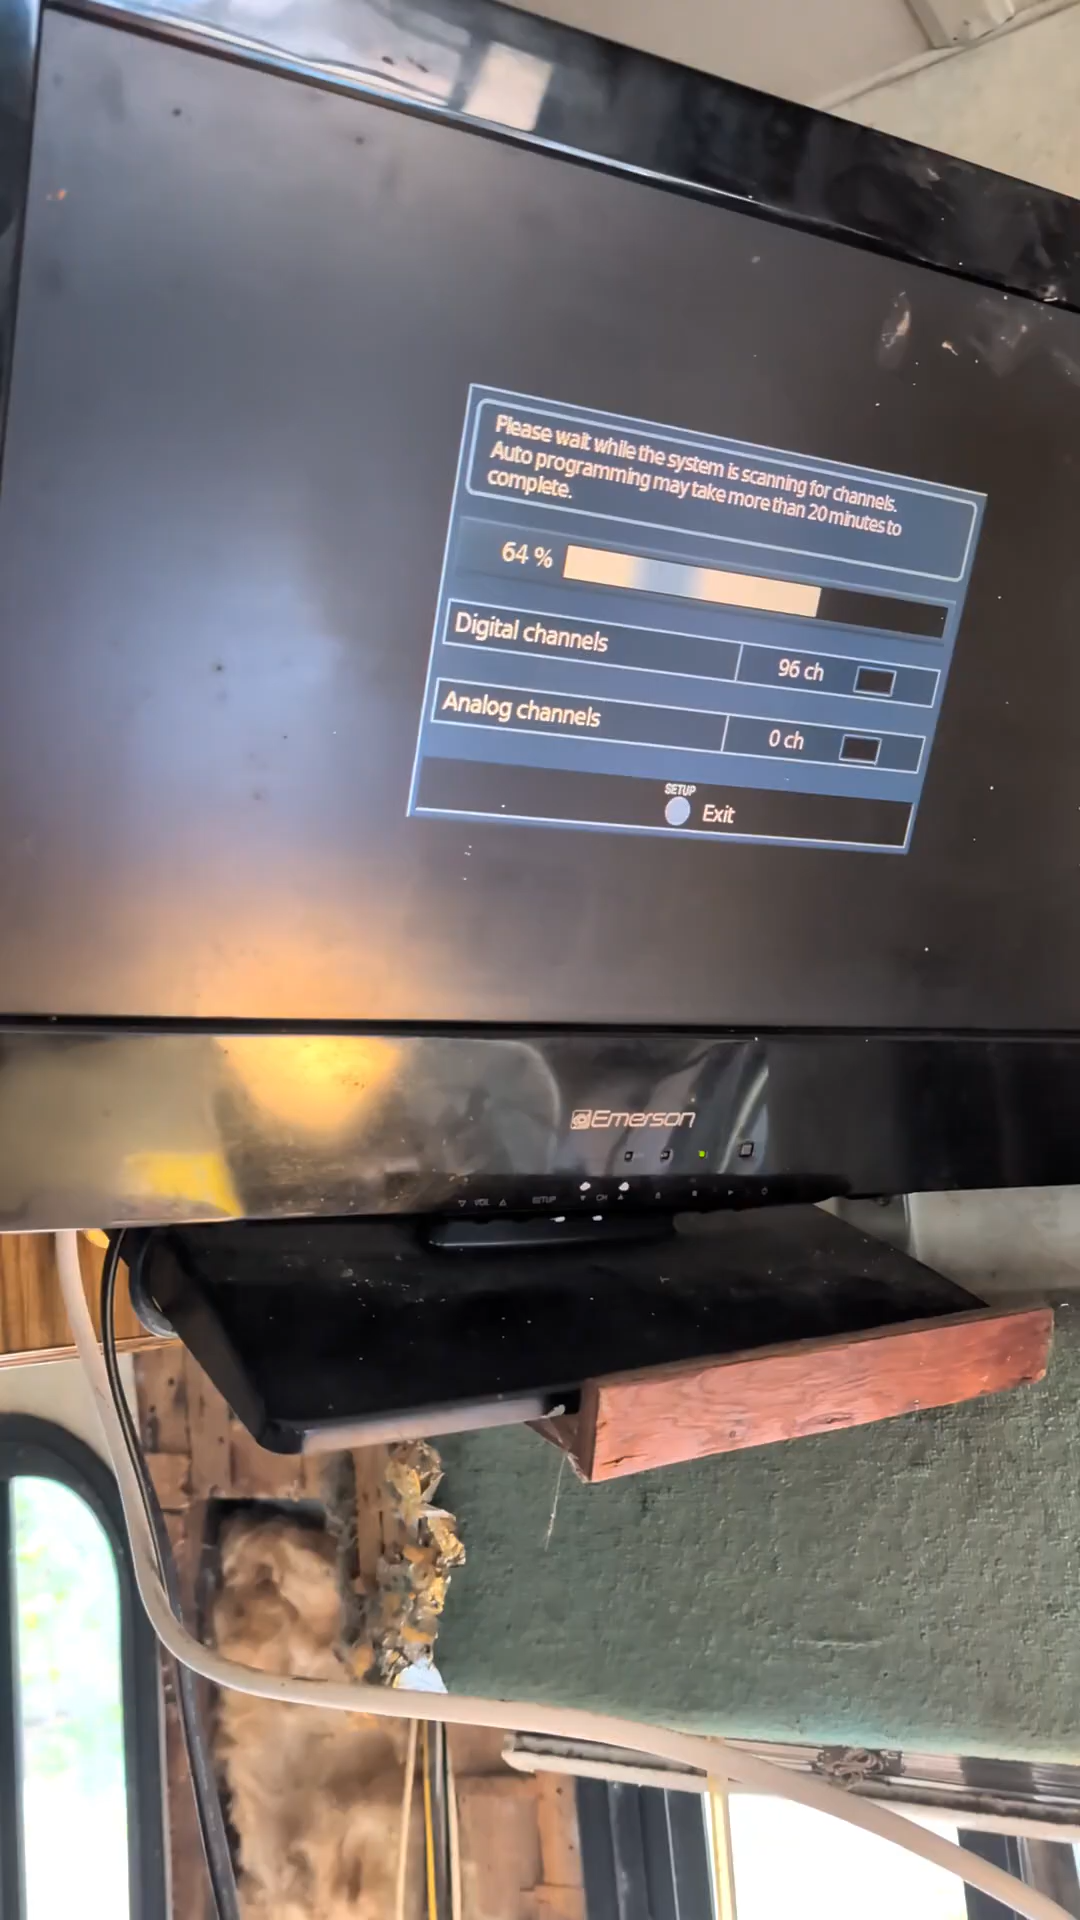 Please wait while the system is scanning for channels.
Auto programming may take more than 20 minutes to
complete.
64 %
Digital channels
96 ch
Analog channels
0 ch
SETUP
Exit
Emerson
VOL SETUP CH